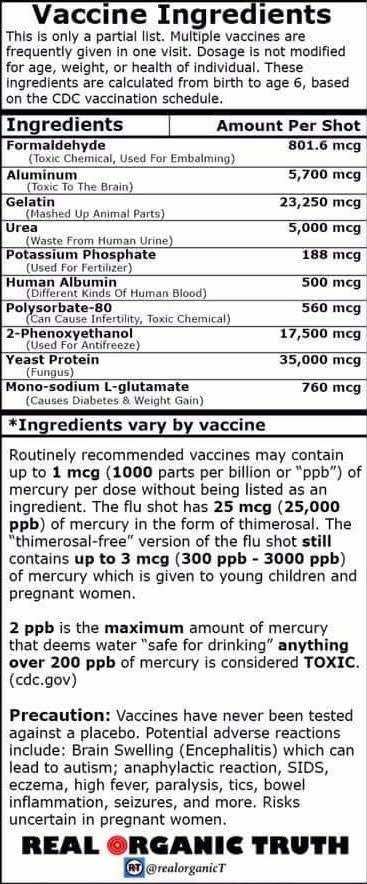 Vaccine Ingredients
This is only a partial list. Multiple vaccines are
frequently given in one visit. Dosage is not modified
for age, weight, or health of individual. These
ingredients are calculated from birth to age 6, based
on the CDC vaccination schedule.
Ingredients Amount Per Shot
Formaldehyde 801.6 mcg
(Toxic Chemical, Used For Embalming)
Aluminum 5,700 mcg
(Toxic To The Brain)
Gelatin 23,250 mcg
(Mashed Up Animal Parts)
Urea 5,000 mcg
(Waste From Human Urine)
Potassium Phosphate 188 mcg
(Used For Fertilizer)
Human Albumin 500 mcg
(Different Kinds Of Human Blood)
Polysorbate-80 560 mcg
(Can Cause Infertility, Toxic Chemical)
2-Phenoxyethanol 17,500 mcg
(Used For Antifreeze)
Yeast Protein 35,000 mcg
(Fungus)
Mono-sodium L-glutamate 760 mcg
(Causes Diabetes & Weight Gain)
*Ingredients vary by vaccine
Routinely recommended vaccines may contain
up to 1 mcg (1000 parts per billion or “ppb”) of
mercury per dose without being listed as an
ingredient. The flu shot has 25 mcg (25,000
ppb) of mercury in the form of thimerosal. The
“thimerosal-free” version of the flu shot still
contains up to 3 mcg (300 ppb - 3000 ppb)
of mercury which is given to young children and
pregnant women.
2 ppb is the maximum amount of mercury
that deems water “safe for drinking” anything
over 200 ppb of mercury is considered TOXIC.
(cdc.gov)
Precaution: Vaccines have never been tested
against a placebo. Potential adverse reactions
include: Brain Swelling (Encephalitis) which can
lead to autism; anaphylactic reaction, SIDS,
eczema, high fever, paralysis, tics, bowel
inflammation, seizures, and more. Risks
uncertain in pregnant women.
REAL ORGANIC TRUTH
RT @realorganicT